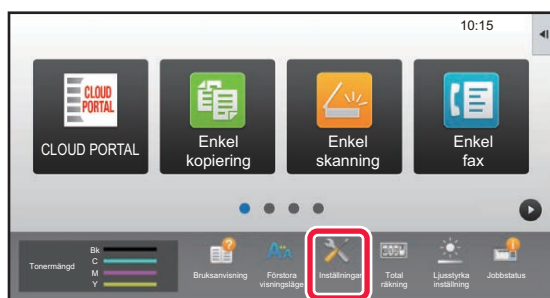 10:15
CLOUD
PORTAL
CLOUD PORTAL
Enkel
kopiering
Enkel
skanning
Enkel
fax
Tonermängd
Bk
C
M
Y
Bruksanvisning
Förstora
visningsläge
Inställningar
Total
räkning
Ljusstyrka
inställning
Jobbstatus